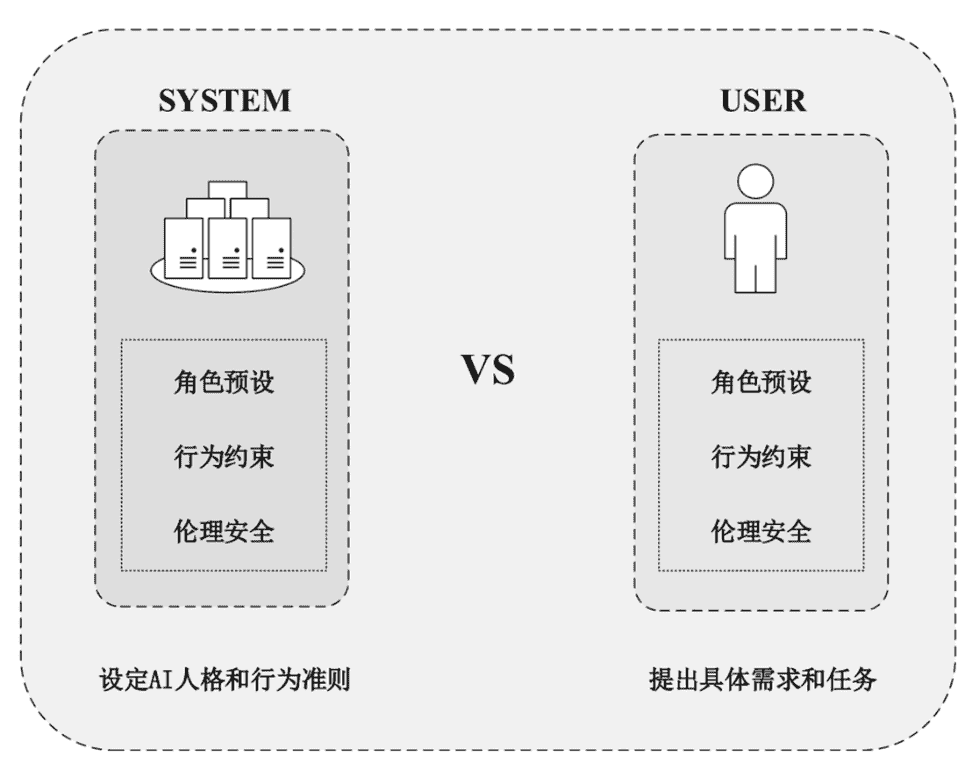 SYSTEM
角色预设
行为约束
伦理安全
设定AI人格和行为准则
VS
USER
角色预设
行为约束
伦理安全
提出具体需求和任务